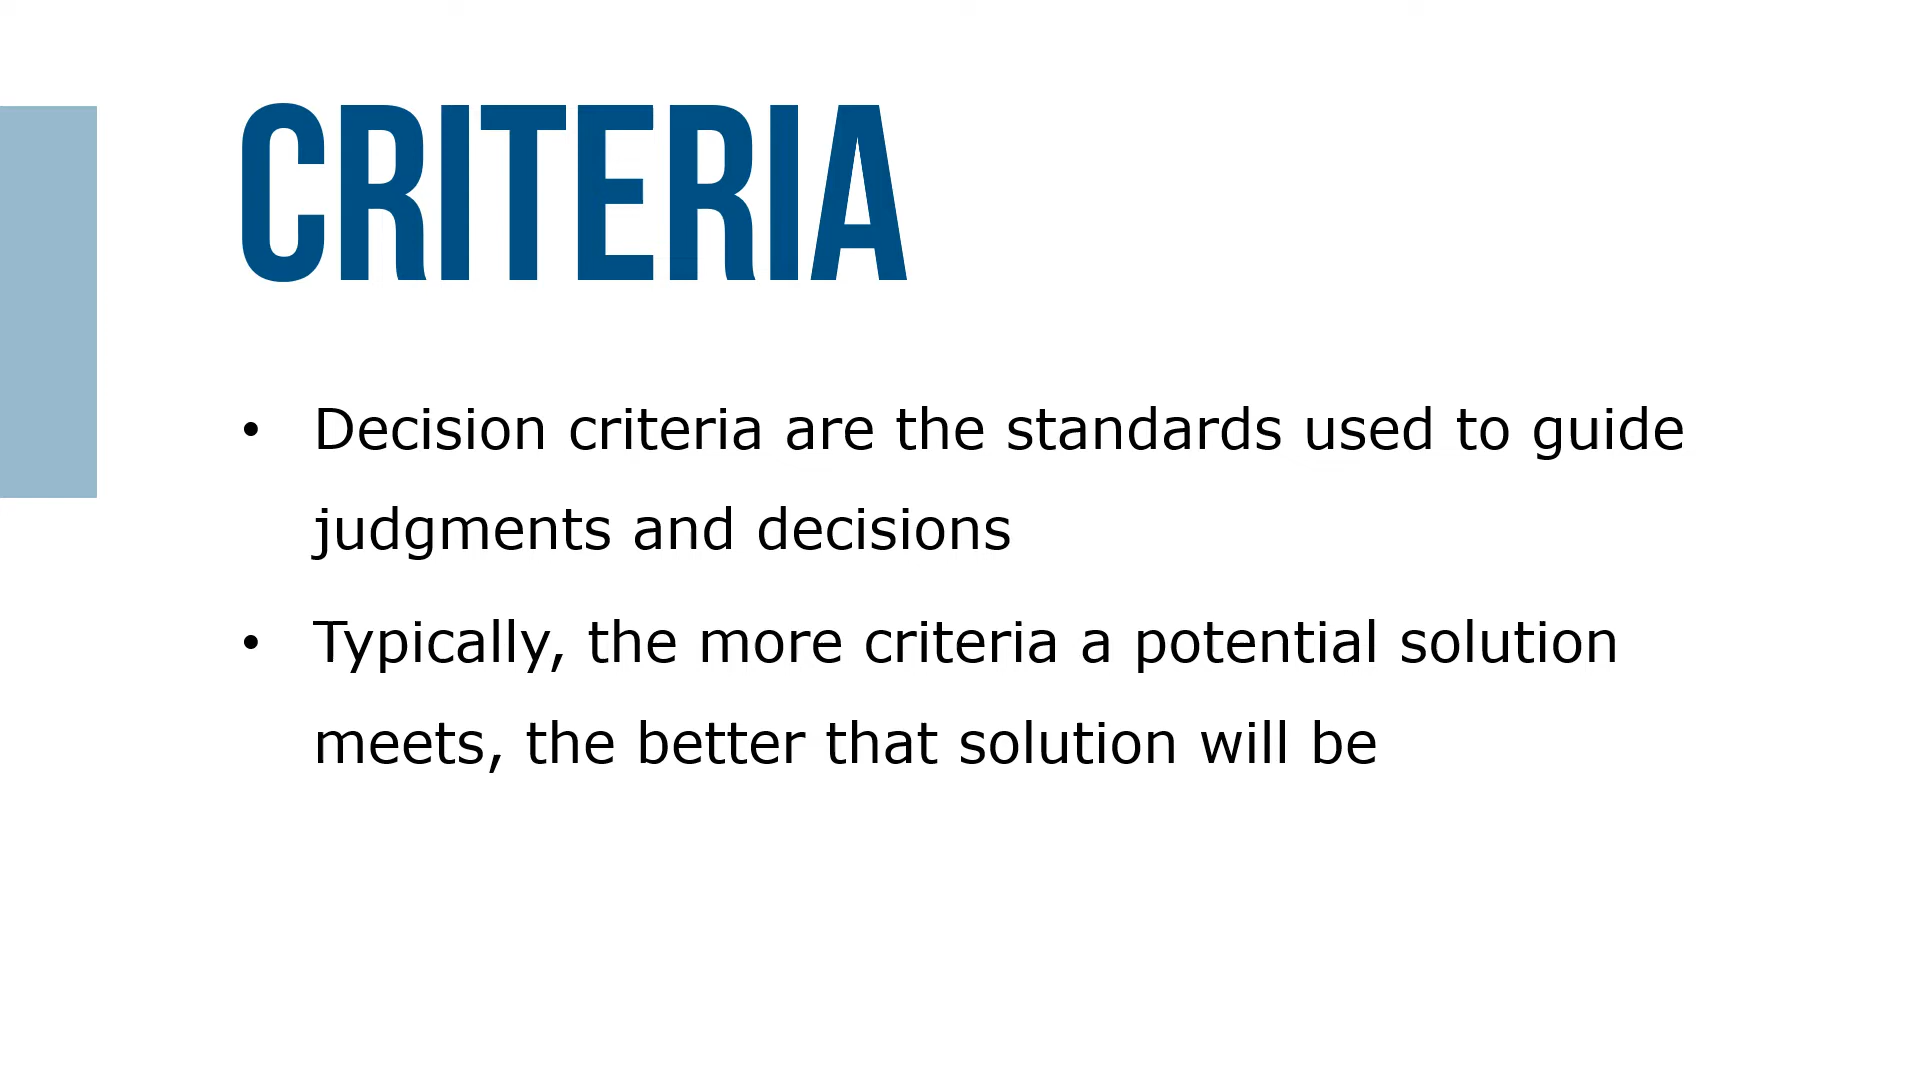 CRITERIA
• Decision criteria are the standards used to guide
judgments and decisions
• Typically, the more criteria a potential solution
meets, the better that solution will be